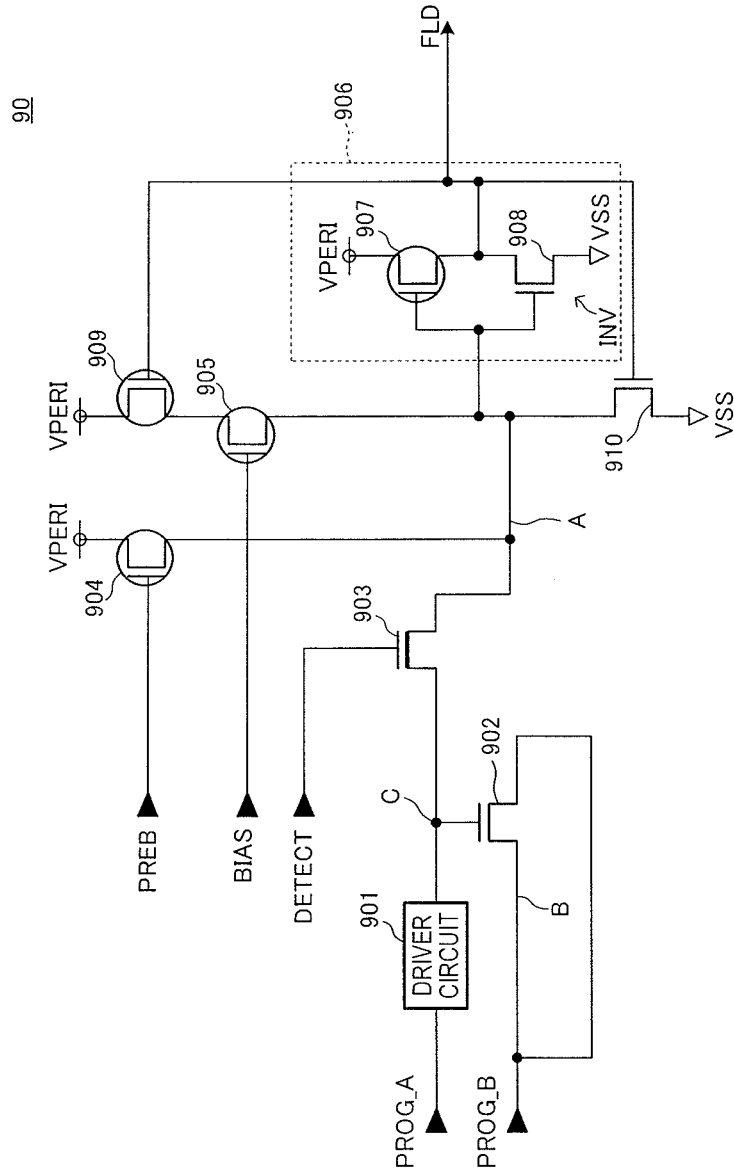 90
FLD
906
VPERI
907
908
VSS
INV
VPERI
909
905
910
VSS
VPERI
904
A
903
C
902
901
DRIVER
CIRCUIT
B
PREB
BIAS
DETECT
PROG_A
PROG_B